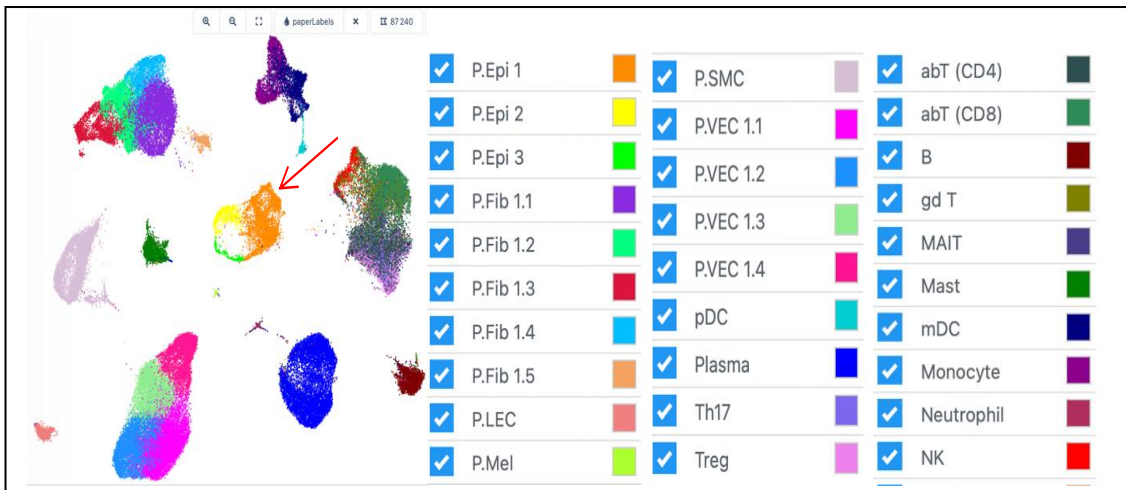 paperLabels x 87240
P.Epi 1
P.Epi 2
P.Epi 3
P.Fib 1.1
P.Fib 1.2
P.Fib 1.3
P.Fib 1.4
P.Fib 1.5
P.LEC
P.Mel
P.SMC
P.VEC 1.1
P.VEC 1.2
P.VEC 1.3
P.VEC 1.4
pDC
Plasma
Th17
Treg
abT (CD4)
abT (CD8)
B
gd T
MAIT
Mast
mDC
Monocyte
Neutrophil
NK